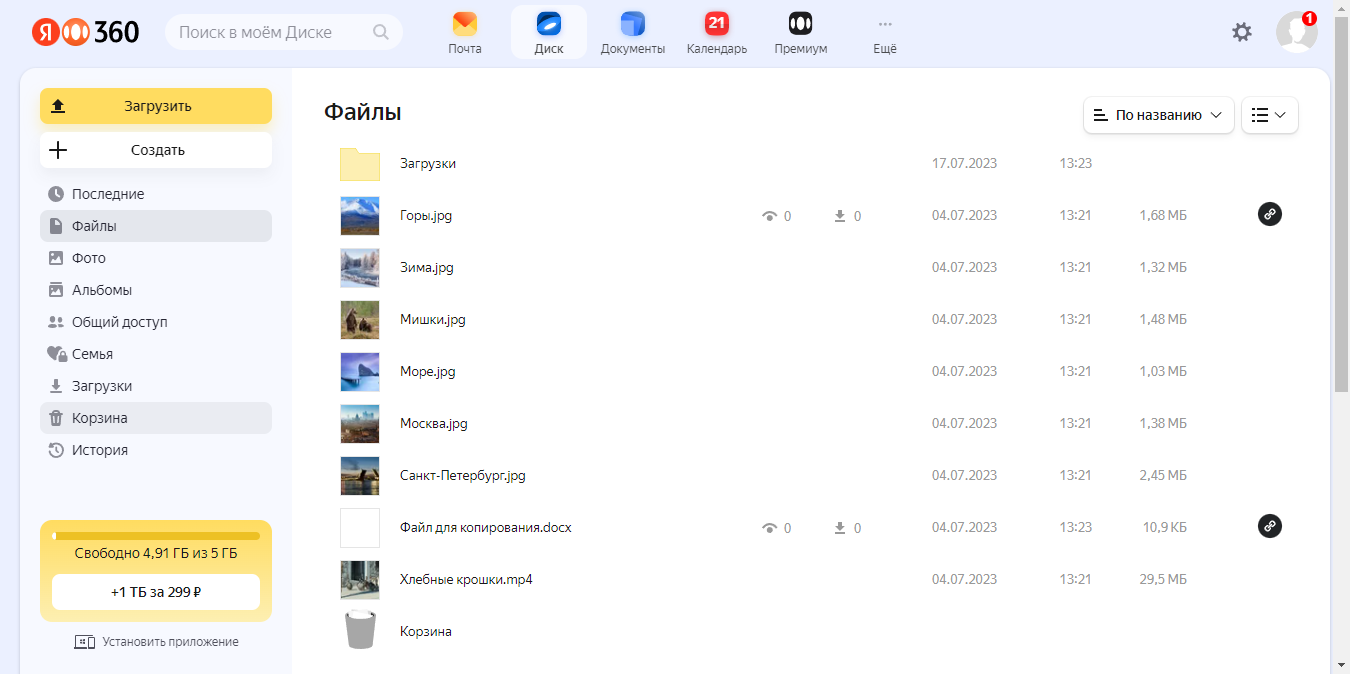 Я 360
Поиск в моём Диске
Почта
Диск
Документы
21
Календарь
Премиум
Ещё
1
Загрузить
Создать
Последние
Файлы
Фото
Альбомы
Общий доступ
Семья
Загрузки
Корзина
История
Свободно 4,91 ГБ из 5 ГБ
+1 ТБ за 299 ₽
Установить приложение
Файлы
По названию
Загрузки 17.07.2023 13:23
Горы.jpg 0 0 04.07.2023 13:21 1,68 МБ
Зима.jpg 04.07.2023 13:21 1,32 МБ
Мишки.jpg 04.07.2023 13:21 1,48 МБ
Море.jpg 04.07.2023 13:21 1,03 МБ
Москва.jpg 04.07.2023 13:21 1,38 МБ
Санкт-Петербург.jpg 04.07.2023 13:21 2,45 МБ
Файл для копирования.docx 0 0 04.07.2023 13:23 10,9 КБ
Хлебные крошки.mp4 04.07.2023 13:21 29,5 МБ
Корзина